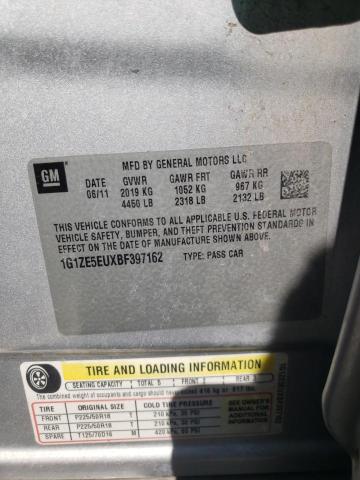 GM
MFD BY GENERAL MOTORS LLC
DATE GVWR GAWR FRT GAWR RR
06/11 2019 KG 1052 KG 967 KG
4450 LB 2318 LB 2132 LB
THIS VEHICLE CONFORMS TO ALL APPLICABLE U.S. FEDERAL MOTOR
VEHICLE SAFETY, BUMPER, AND THEFT PREVENTION STANDARDS IN
EFFECT ON THE DATE OF MANUFACTURE SHOWN ABOVE.
1G1ZE5EUXBF397162 TYPE: PASS CAR
TIRE AND LOADING INFORMATION
SEATING CAPACITY TOTAL 5 FRONT 2 REAR 3
TIRE ORIGINAL SIZE COLD TIRE PRESSURE
FRONT P225/50R18 T 210 kPa, 30 PSI
REAR P225/50R18 T 210 kPa, 30 PSI
SPARE T125/70D16 M 420 kPa, 60 PSI
SEE OWNER'S
MANUAL FOR
ADDITIONAL
INFORMATION